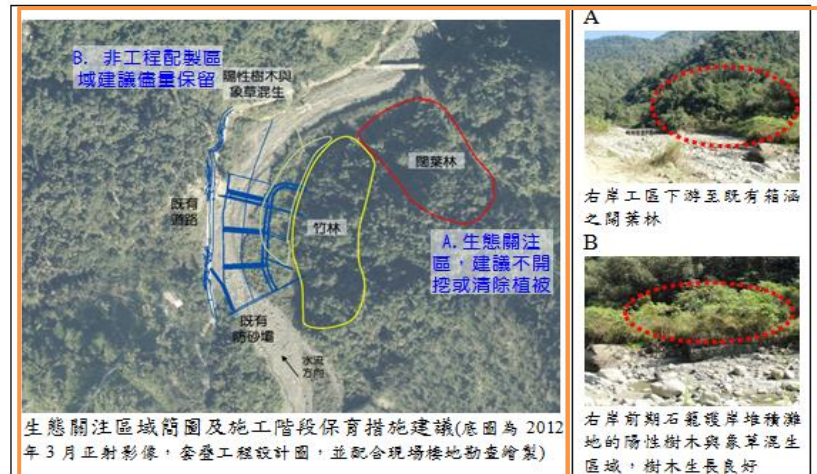 B. 非工程配製區
域建議儘量保留
陽性樹木與
象草混生
闊葉林
既有
道路
竹林
A.生態關注
區，建議不開
挖或清除植被
既有
防砂壩
水流
方向
生態關注區域簡圖及施工階段保育措施建議(底圖為 2012
年 3 月正射影像，套疊工程設計圖，並配合現場棲地勘查繪製)
A
右岸工區下游至既有箱涵
之闊葉林
B
右岸前期石籠護岸堆積灘
地的陽性樹木與象草混生
區域，樹木生長良好